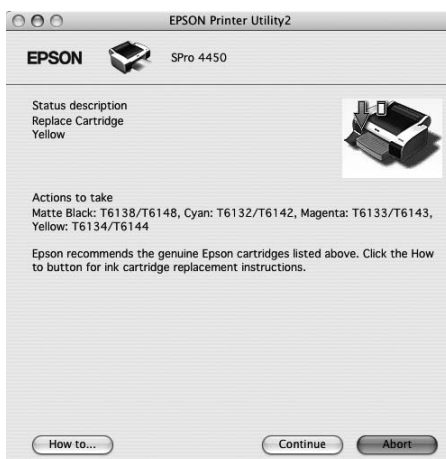 EPSON Printer Utility2
EPSON
SPro 4450
Status description
Replace Cartridge
Yellow
Actions to take
Matte Black: T6138/T6148, Cyan: T6132/T6142, Magenta: T6133/T6143,
Yellow: T6134/T6144
Epson recommends the genuine Epson cartridges listed above. Click the How
to button for ink cartridge replacement instructions.
How to...
Continue
Abort